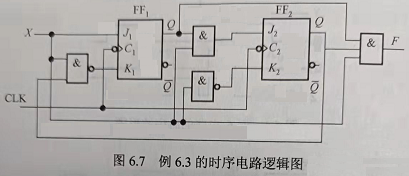 FF₁ Q FF₂ Q
X J₁ & J₂
C₁ C₂ & F
& K₁ Q̅ & K₂ Q̅
CLK
图 6.7 例 6.3 的时序电路逻辑图